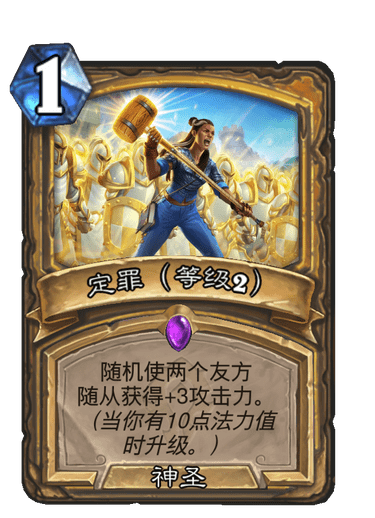 1
定罪（等级2）
随机使两个友方
随从获得+3攻击力。
（当你有10点法力值
时升级。）
神圣